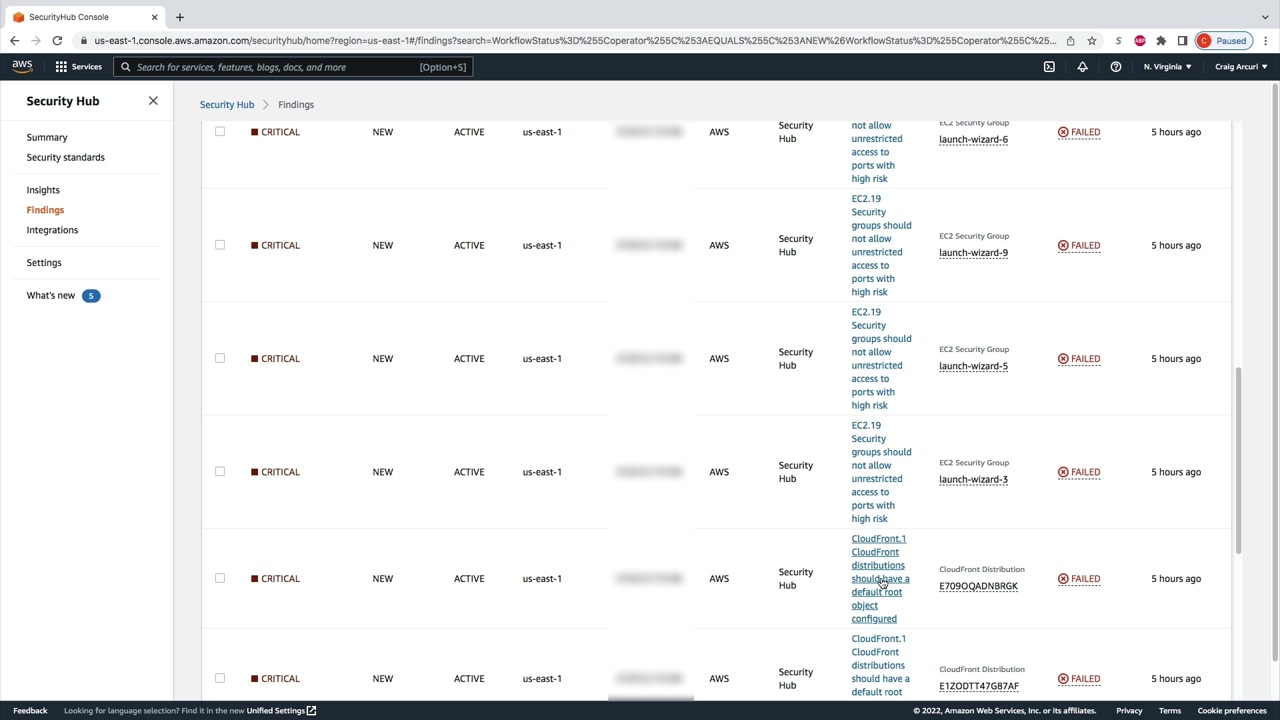 SecurityHub Console
us-east-1.console.aws.amazon.com/securityhub/home?region=us-east-1#/findings?search=WorkflowStatus%3D%255Coperator%255C%253AEQUALS%255C%253ANEW%26WorkflowStatus%3D%255Coperator%255C%255C%...
S
ABP
C Paused
aws
Services
Search for services, features, blogs, docs, and more
[Option+S]
N. Virginia
Craig Arcuri
Security Hub
Summary
Security standards
Insights
Findings
Integrations
Settings
What's new 5
Security Hub > Findings
CRITICAL
NEW
ACTIVE
us-east-1
AWS
Security
Hub
not allow
unrestricted
access to
ports with
high risk
EC2 Security Group
launch-wizard-6
FAILED
5 hours ago
CRITICAL
NEW
ACTIVE
us-east-1
AWS
Security
Hub
EC2.19
Security
groups should
not allow
unrestricted
access to
ports with
high risk
EC2 Security Group
launch-wizard-9
FAILED
5 hours ago
CRITICAL
NEW
ACTIVE
us-east-1
AWS
Security
Hub
EC2.19
Security
groups should
not allow
unrestricted
access to
ports with
high risk
EC2 Security Group
launch-wizard-5
FAILED
5 hours ago
CRITICAL
NEW
ACTIVE
us-east-1
AWS
Security
Hub
EC2.19
Security
groups should
not allow
unrestricted
access to
ports with
high risk
EC2 Security Group
launch-wizard-3
FAILED
5 hours ago
CRITICAL
NEW
ACTIVE
us-east-1
AWS
Security
Hub
CloudFront.1
CloudFront
distributions
should have a
default root
object
configured
CloudFront Distribution
E709OQADNBRGK
FAILED
5 hours ago
CRITICAL
NEW
ACTIVE
us-east-1
AWS
Security
Hub
CloudFront.1
CloudFront
distributions
should have a
default root
CloudFront Distribution
E1ZODTT47G87AF
FAILED
5 hours ago
Feedback
Looking for language selection? Find it in the new Unified Settings
© 2022, Amazon Web Services, Inc. or its affiliates.
Privacy
Terms
Cookie preferences